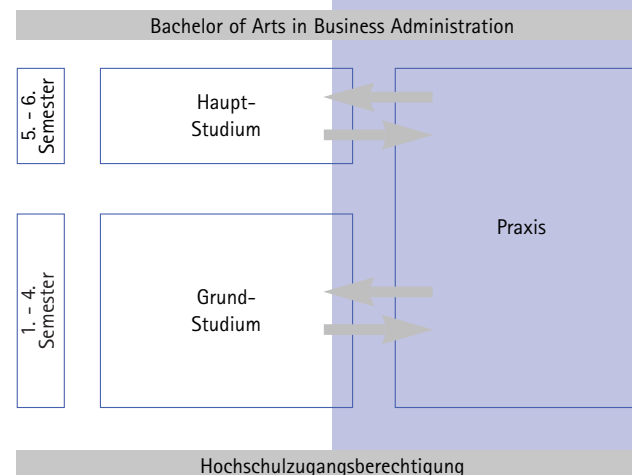 Bachelor of Arts in Business Administration
5. - 6.
Semester
Haupt-
Studium
Praxis
1. - 4.
Semester
Grund-
Studium
Hochschulzugangsberechtigung